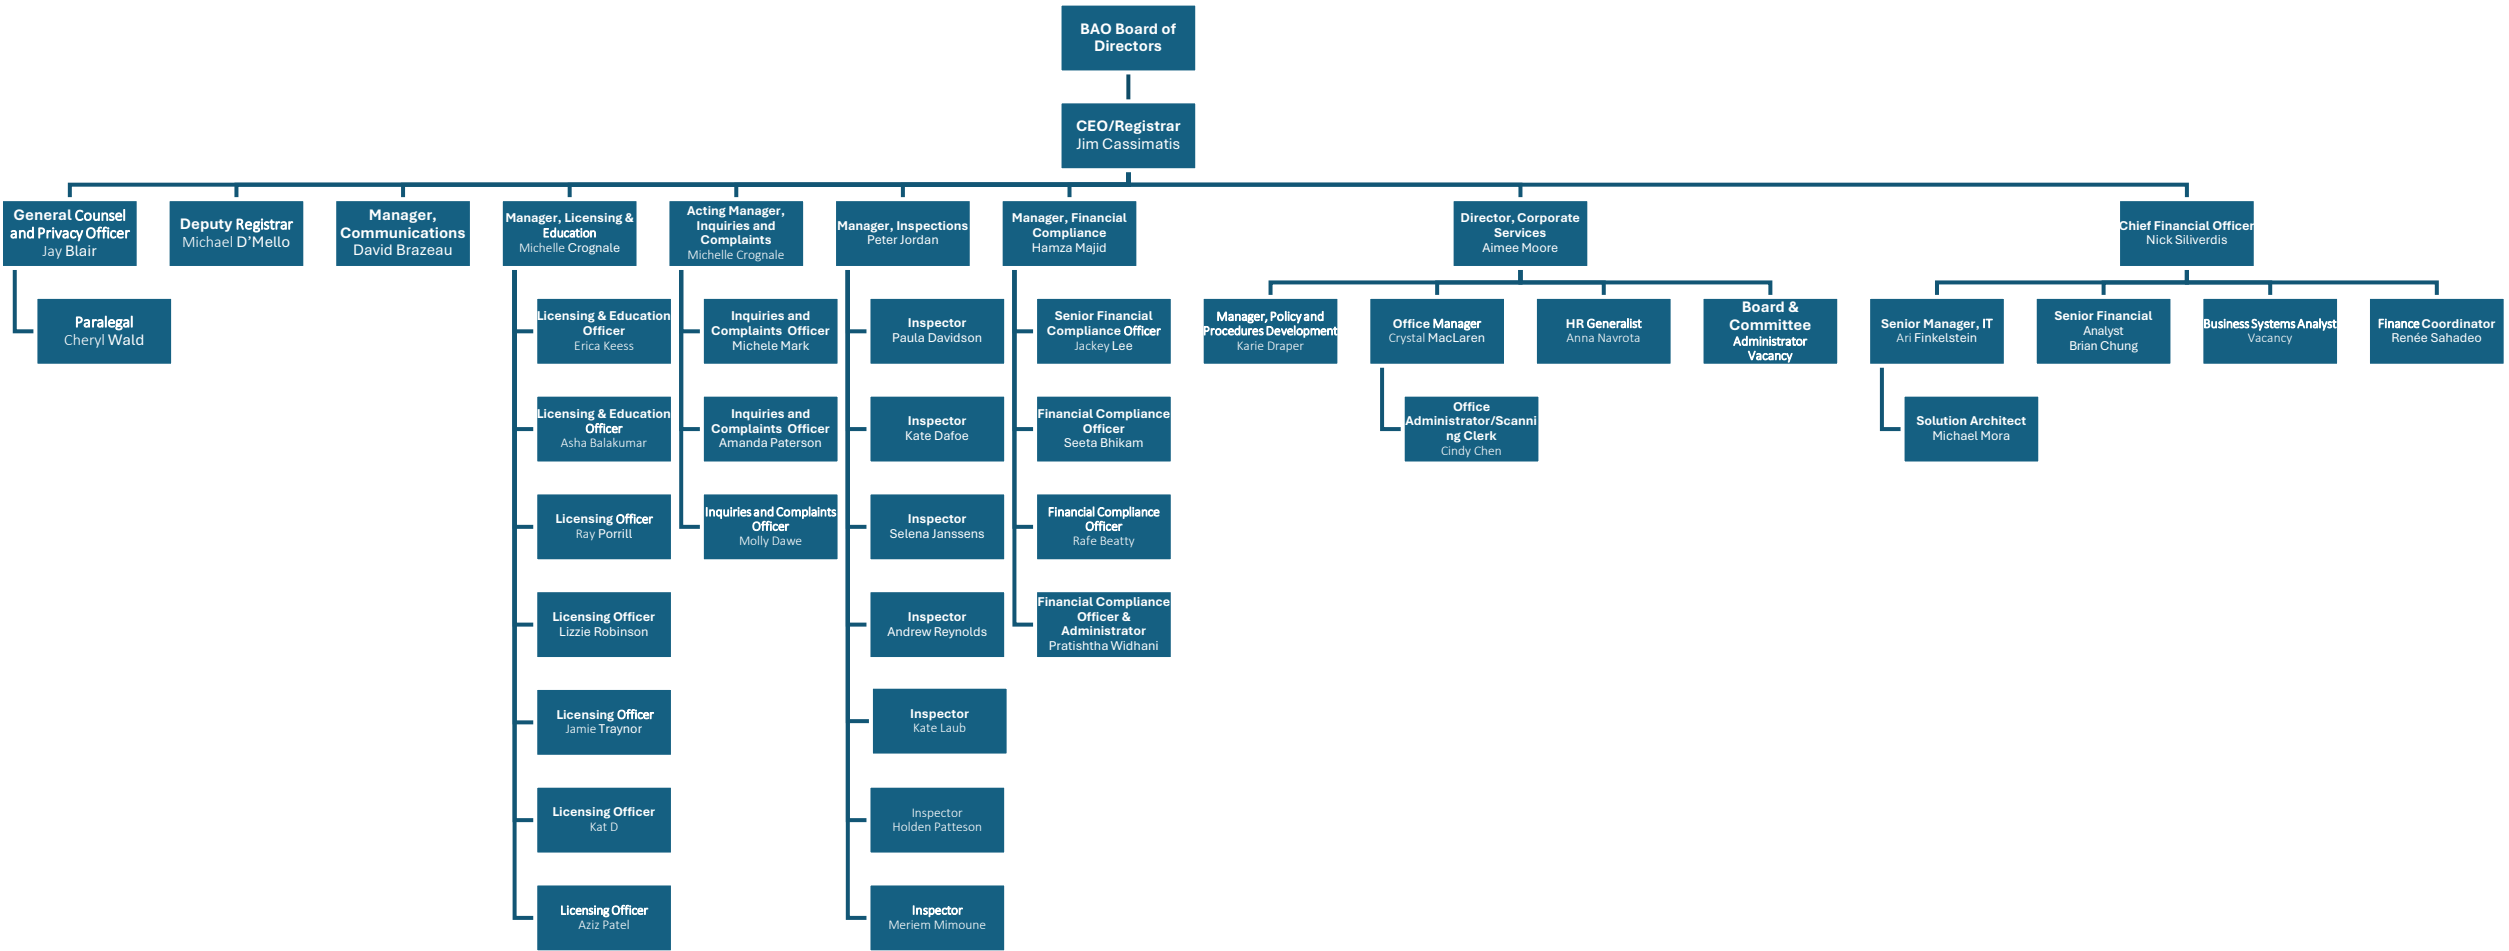 BAO Board of
Directors
CEO/Registrar
Jim Cassimatis
General Counsel
and Privacy Officer
Jay Blair
Deputy Registrar
Michael D’Mello
Manager,
Communications
David Brazeau
Manager, Licensing &
Education
Michelle Crognale
Acting Manager,
Inquiries and
Complaints
Michelle Crognale
Manager, Inspections
Peter Jordan
Manager, Financial
Compliance
Hamza Majid
Director, Corporate
Services
Aimee Moore
Chief Financial Officer
Nick Siliverdis
Paralegal
Cheryl Wald
Licensing & Education
Officer
Erica Keess
Inquiries and
Complaints Officer
Michele Mark
Inspector
Paula Davidson
Senior Financial
Compliance Officer
Jackey Lee
Manager, Policy and
Procedures Development
Karie Draper
Office Manager
Crystal MacLaren
HR Generalist
Anna Navrota
Board &
Committee
Administrator
Vacancy
Senior Manager, IT
Ari Finkelstein
Senior Financial
Analyst
Brian Chung
Business Systems Analyst
Vacancy
Finance Coordinator
Renée Sahadeo
Licensing & Education
Officer
Asha Balakumar
Inquiries and
Complaints Officer
Amanda Paterson
Inspector
Kate Dafoe
Financial Compliance
Officer
Seeta Bhikam
Office
Administrator/Scanni
ng Clerk
Cindy Chen
Solution Architect
Michael Mora
Licensing Officer
Ray Porrill
Inquiries and Complaints
Officer
Molly Dawe
Inspector
Selena Janssens
Financial Compliance
Officer
Rafe Beatty
Licensing Officer
Lizzie Robinson
Inspector
Andrew Reynolds
Financial Compliance
Officer &
Administrator
Pratishtha Widhani
Licensing Officer
Jamie Traynor
Inspector
Kate Laub
Licensing Officer
Kat D
Inspector
Holden Patteson
Licensing Officer
Aziz Patel
Inspector
Meriem Mimoune